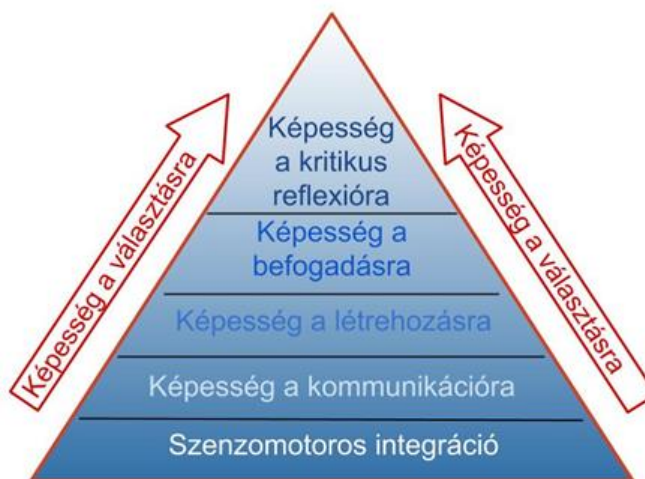 Képesség
a kritikus
reflexióra
Képesség a
befogadásra
Képesség a létrehozásra
Képesség a kommunikációra
Szenzomotoros integráció
Képesség a választásra
Képesség a választásra